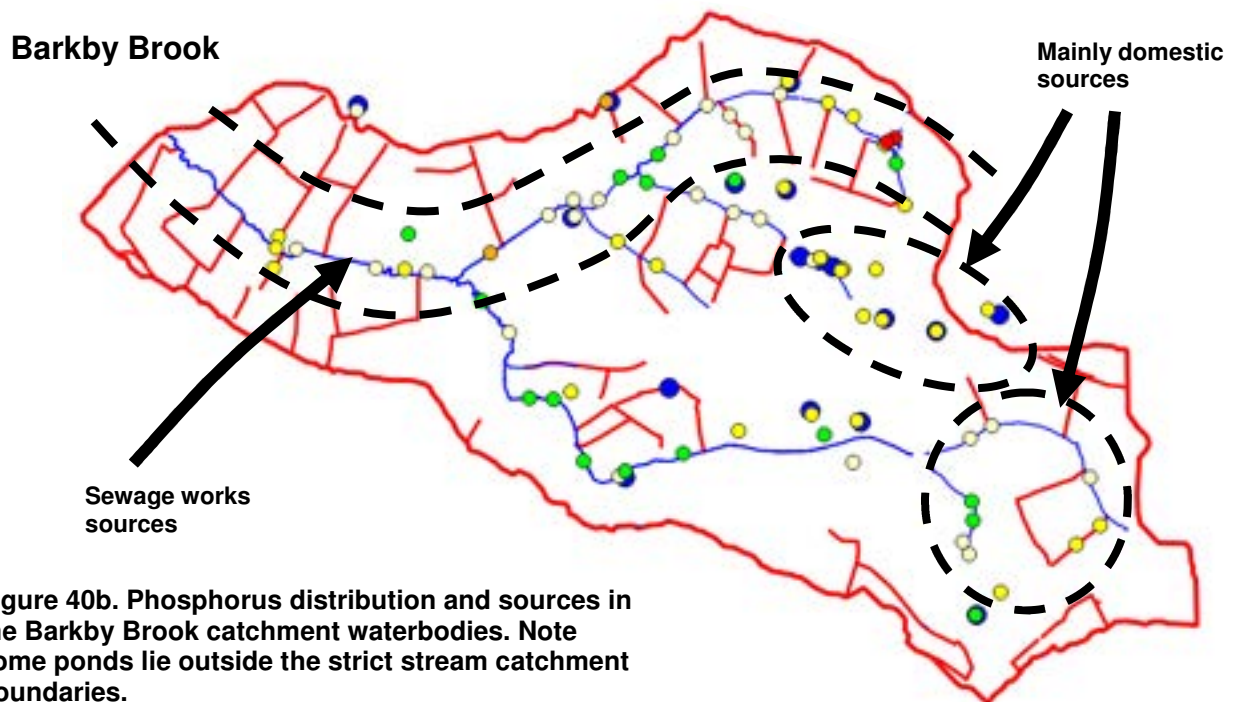 Barkby Brook
Mainly domestic
sources
Sewage works
sources
gure 40b. Phosphorus distribution and sources in
he Barkby Brook catchment waterbodies. Note
ome ponds lie outside the strict stream catchment
oundaries.